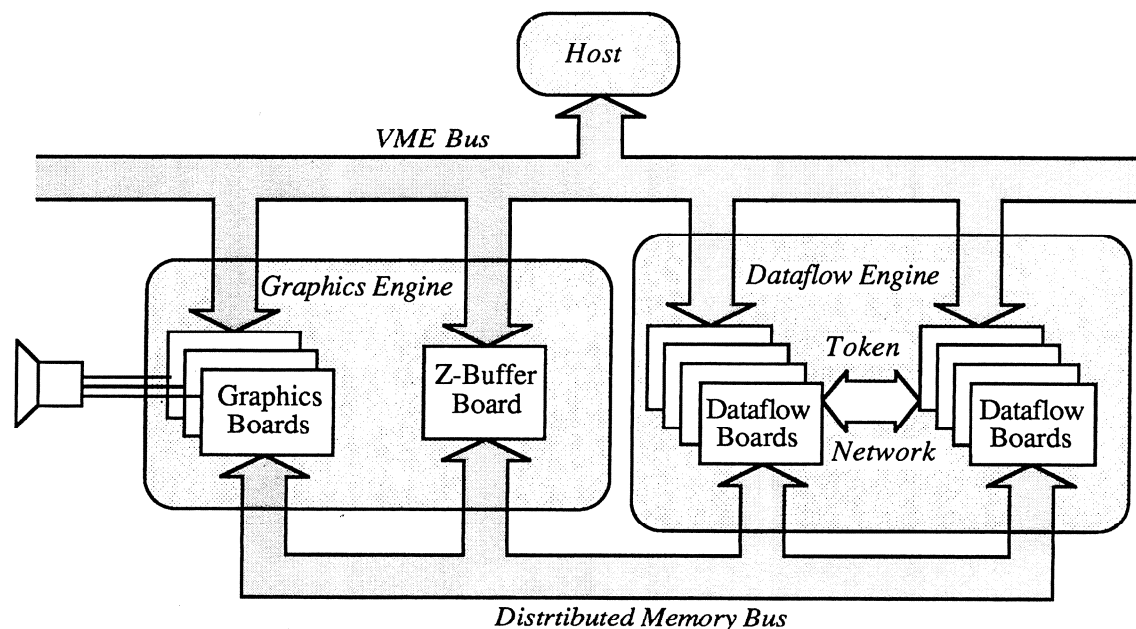 Host
VME Bus
Graphics Engine
Dataflow Engine
Graphics
Boards
Z-Buffer
Board
Dataflow
Boards
Token
Network
Dataflow
Boards
Distrtibuted Memory Bus